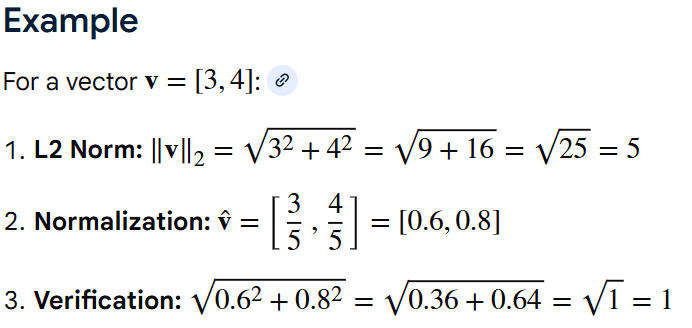 Example
For a vector v = [3, 4]:
1. L2 Norm: ‖v‖₂ = √(3² + 4²) = √(9 + 16) = √25 = 5
2. Normalization: v̂ = [3/5, 4/5] = [0.6, 0.8]
3. Verification: √(0.6² + 0.8²) = √(0.36 + 0.64) = √1 = 1